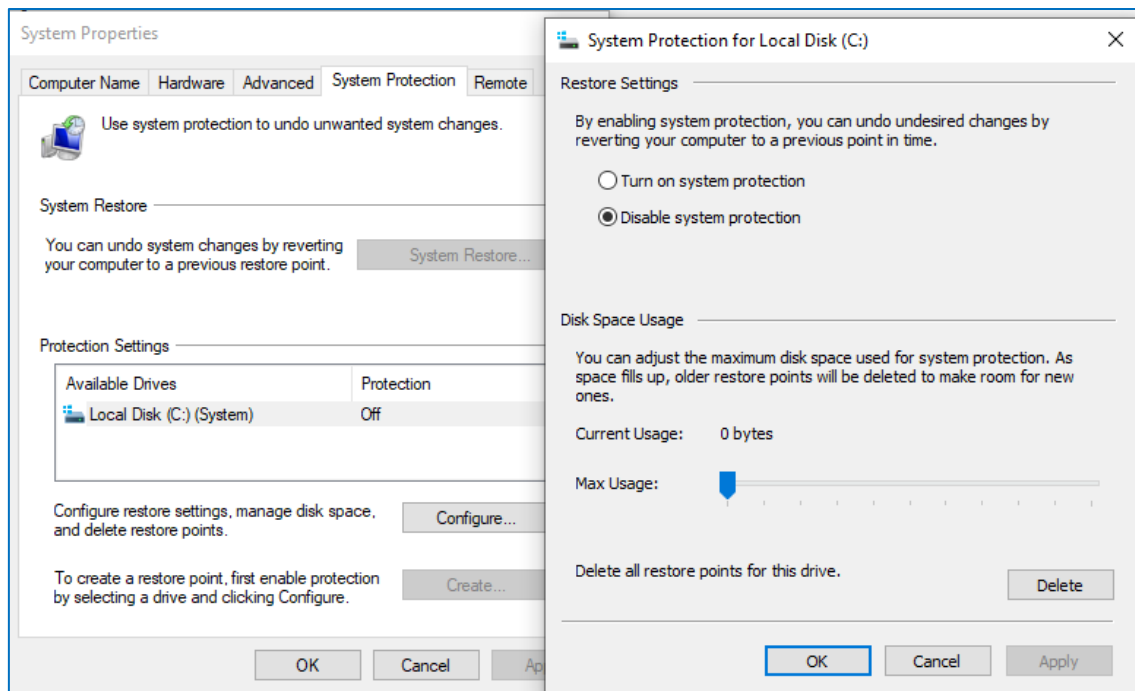 System Properties
Computer Name
Hardware
Advanced
System Protection
Remote
Use system protection to undo unwanted system changes.
System Restore
You can undo system changes by reverting
your computer to a previous restore point.
System Restore...
Protection Settings
Available Drives
Protection
Local Disk (C:) (System)
Off
Configure restore settings, manage disk space,
and delete restore points.
Configure...
To create a restore point, first enable protection
by selecting a drive and clicking Configure.
Create...
OK
Cancel
Ap
System Protection for Local Disk (C:)
Restore Settings
By enabling system protection, you can undo undesired changes by
reverting your computer to a previous point in time.
Turn on system protection
Disable system protection
Disk Space Usage
You can adjust the maximum disk space used for system protection. As
space fills up, older restore points will be deleted to make room for new
ones.
Current Usage:
0 bytes
Max Usage:
Delete all restore points for this drive.
Delete
OK
Cancel
Apply